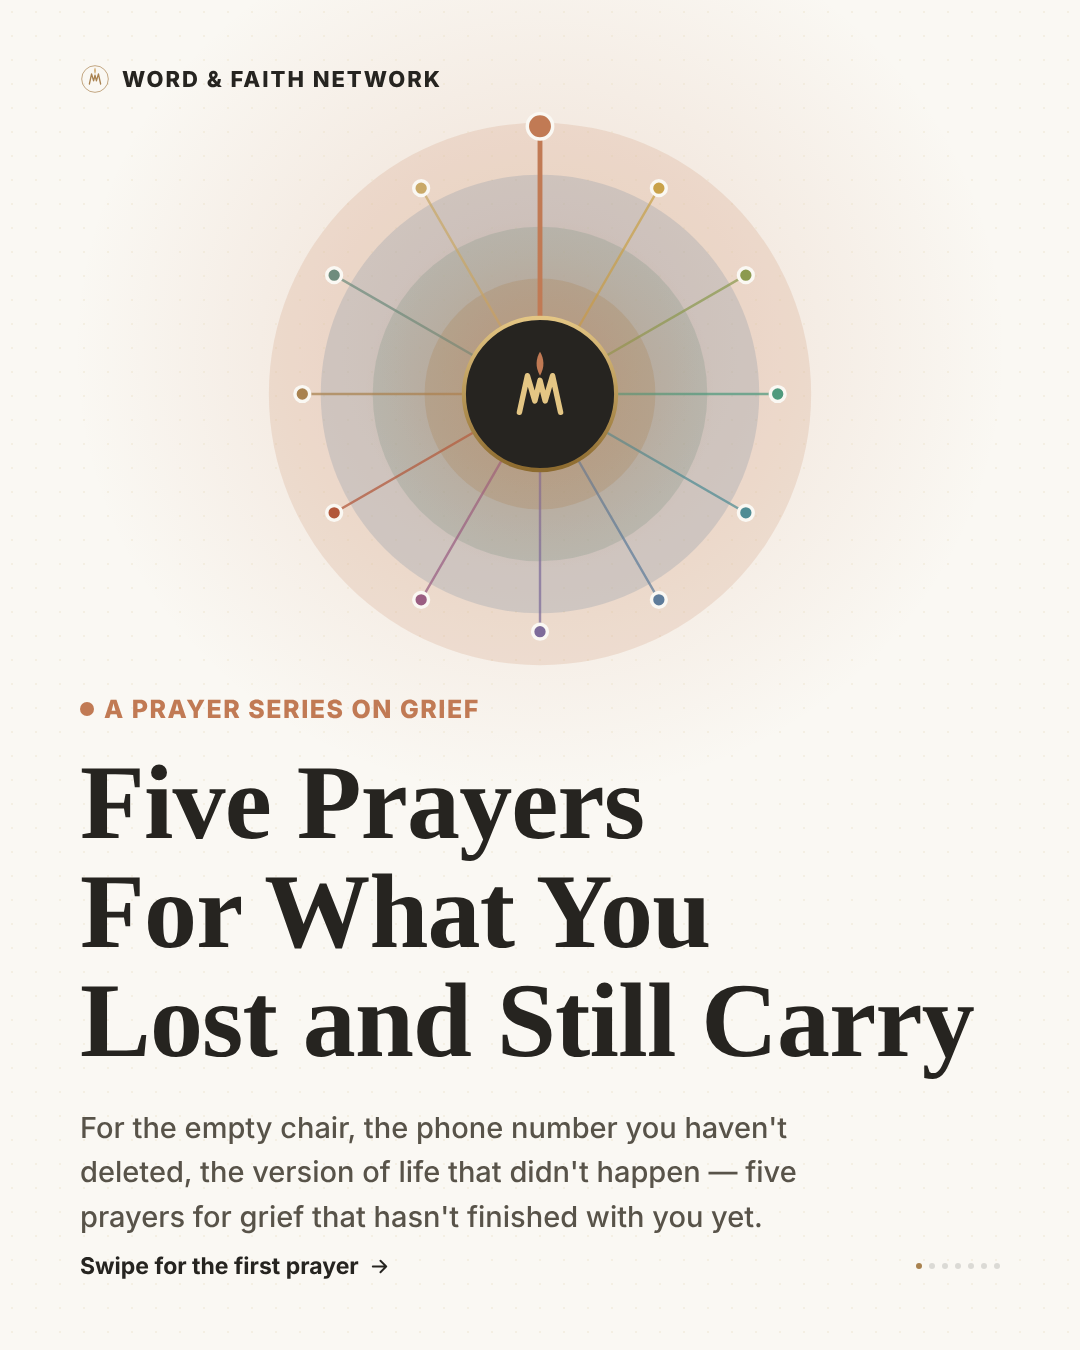 WORD & FAITH NETWORK
A PRAYER SERIES ON GRIEF
Five Prayers
For What You
Lost and Still Carry
For the empty chair, the phone number you haven't
deleted, the version of life that didn't happen — five
prayers for grief that hasn't finished with you yet.
Swipe for the first prayer →